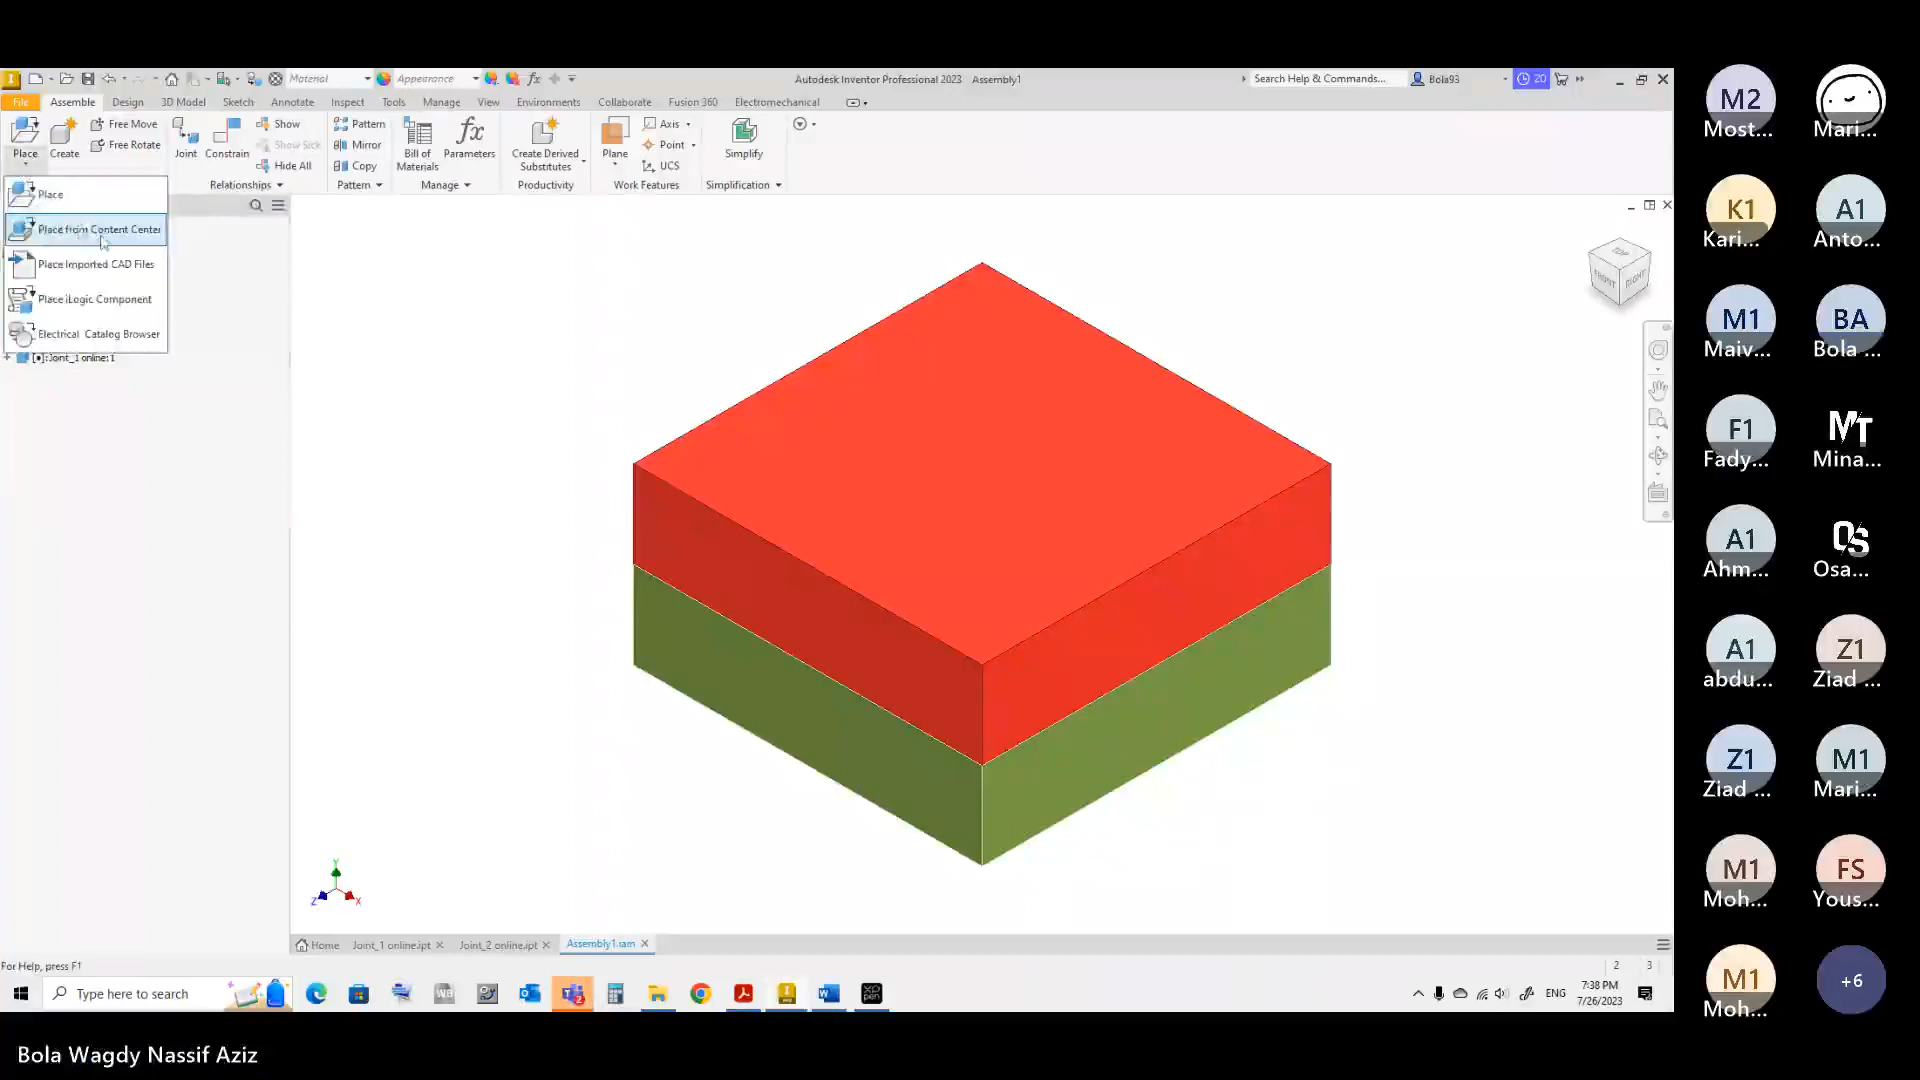 Material
Appearance
Autodesk Inventor Professional 2023 Assembly1
Search Help & Commands...
Bola93
20
File Assemble Design 3D Model Sketch Annotate Inspect Tools Manage View Environments Collaborate Fusion 360 Electromechanical
Place
Create
Free Move
Free Rotate
Joint
Constrain
Show
Show Sick
Hide All
Relationships
Pattern
Mirror
Copy
Pattern
Bill of
Materials
Parameters
Manage
Create Derived
Substitutes
Productivity
Plane
Axis
Point
UCS
Work Features
Simplify
Simplification
Place
Place from Content Center
Place Imported CAD Files
Place iLogic Component
Electrical Catalog Browser
[•]:Joint_1 online:1
FRONT
RIGHT
Y
Z
X
Home Joint_1 online.ipt Joint_2 online.ipt Assembly1.iam
For Help, press F1
2 3
Type here to search
WB
2
ENG
7:38 PM
7/26/2023
M2
Most...
Mari...
K1
Kari...
A1
Anto...
M1
Maiv...
BA
Bola ...
F1
Fady...
MT
Mina...
A1
Ahm...
OS
Osa...
A1
abdu...
Z1
Ziad ...
Z1
Ziad ...
M1
Mari...
M1
Moh...
FS
Yous...
M1
Moh...
+6
Bola Wagdy Nassif Aziz